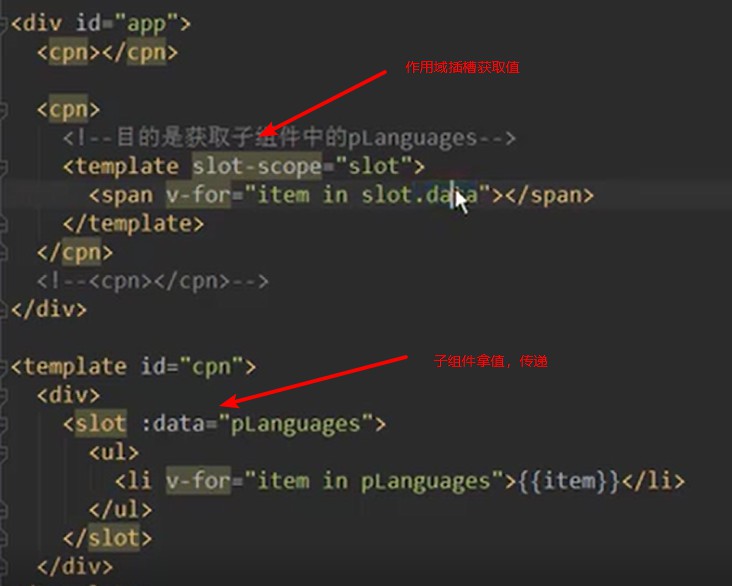 <div id="app">
<cpn></cpn>
作用域插槽获取值
<cpn>
<!--目的是获取子组件中的pLanguages-->
<template slot-scope="slot">
<span v-for="item in slot.data"></span>
</template>
</cpn>
<!--<cpn></cpn>-->
</div>
子组件拿值，传递
<template id="cpn">
<div>
<slot :data="pLanguages">
<ul>
<li v-for="item in pLanguages">{{item}}</li>
</ul>
</slot>
</div>